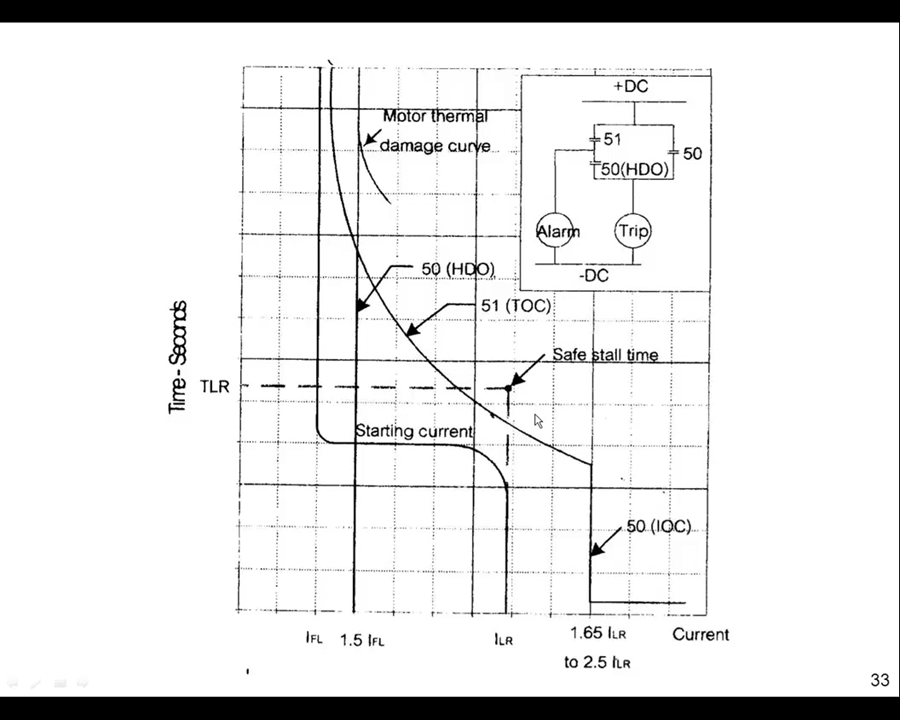 +DC
51
50
50(HDO)
Alarm
Trip
-DC
Motor thermal
damage curve
50 (HDO)
51 (TOC)
Safe stall time
Time - Seconds
TLR
Starting current
50 (IOC)
IFL
1.5 IFL
ILR
1.65 ILR
to 2.5 ILR
Current
33